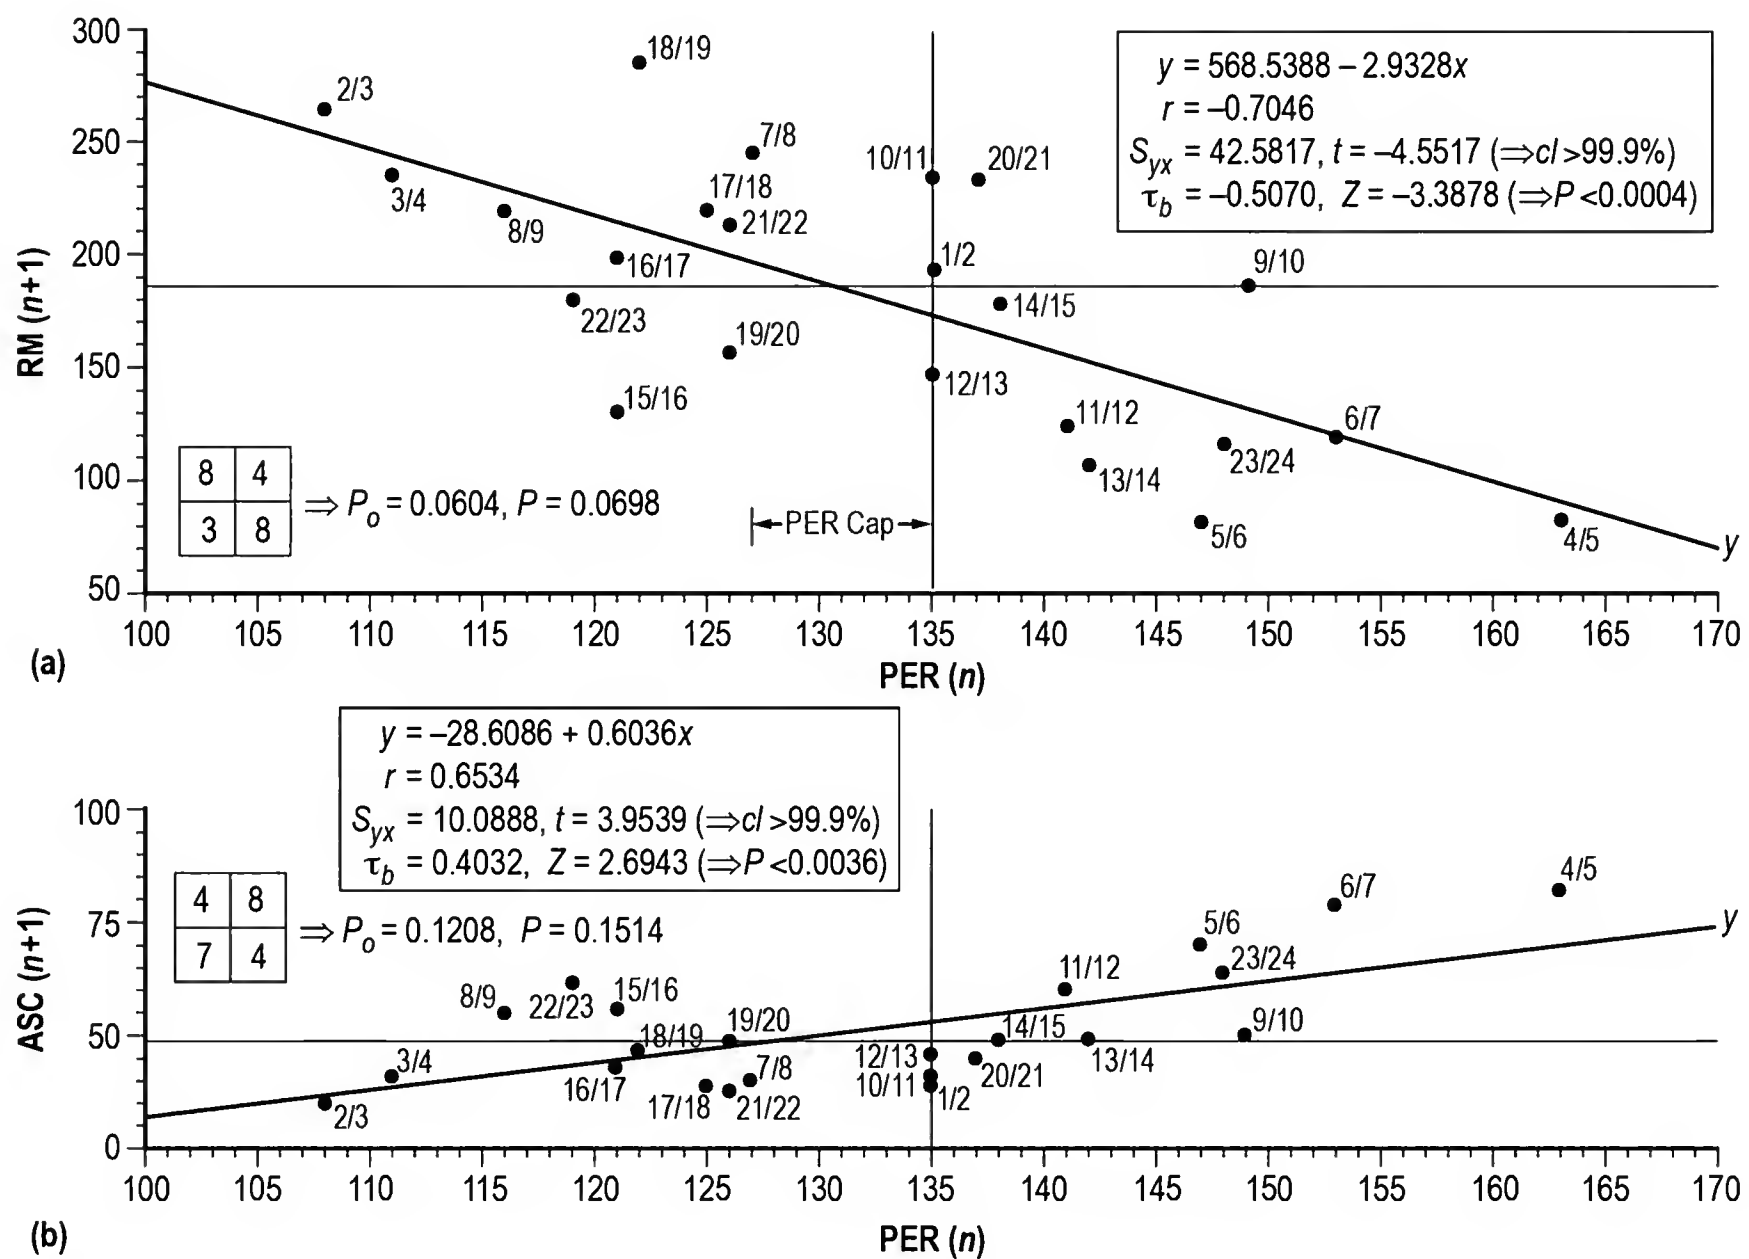 300
250
200
150
100
50
RM (n+1)
y = 568.5388 – 2.9328x
r = –0.7046
Syx = 42.5817, t = –4.5517 (⇒cl >99.9%)
τb = –0.5070, Z = –3.3878 (⇒P <0.0004)
18/19
2/3
7/8
10/11
20/21
3/4
17/18
8/9
21/22
16/17
1/2
9/10
22/23
14/15
19/20
12/13
15/16
11/12
6/7
13/14
23/24
5/6
4/5
y
8 4
3 8
⇒ Po = 0.0604, P = 0.0698
PER Cap
100 105 110 115 120 125 130 135 140 145 150 155 160 165 170
(a)
PER (n)
y = –28.6086 + 0.6036x
r = 0.6534
Syx = 10.0888, t = 3.9539 (⇒cl >99.9%)
τb = 0.4032, Z = 2.6943 (⇒P <0.0036)
100
75
50
25
0
ASC (n+1)
4 8
7 4
⇒ Po = 0.1208, P = 0.1514
4/5
6/7
5/6
23/24
11/12
8/9
22/23
15/16
18/19
19/20
14/15
9/10
3/4
16/17
7/8
12/13
10/11
20/21
13/14
2/3
17/18
21/22
1/2
y
100 105 110 115 120 125 130 135 140 145 150 155 160 165 170
(b)
PER (n)